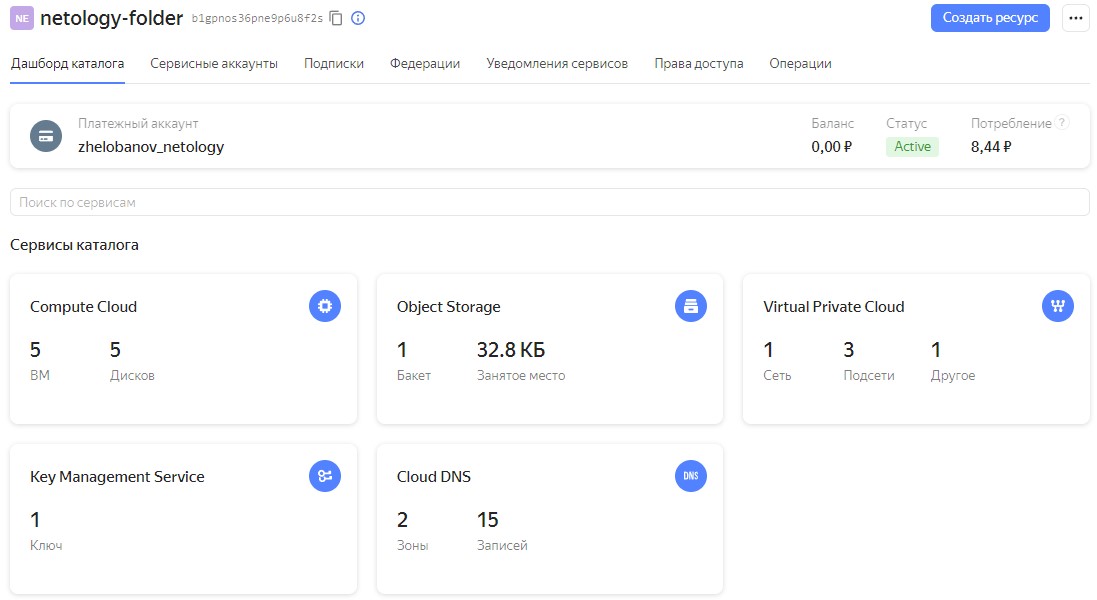 NE netology-folder b1gpnos36pne9p6u8f2s Создать ресурс
Дашборд каталога Сервисные аккаунты Подписки Федерации Уведомления сервисов Права доступа Операции
Платежный аккаунт Баланс Статус Потребление ?
zhelobanov_netology 0,00 ₽ Active 8,44 ₽
Поиск по сервисам
Сервисы каталога
Compute Cloud Object Storage Virtual Private Cloud
5 5 1 32.8 КБ 1 3 1
ВМ Дисков Бакет Занятое место Сеть Подсети Другое
Key Management Service Cloud DNS DNS
1 2 15
Ключ Зоны Записей